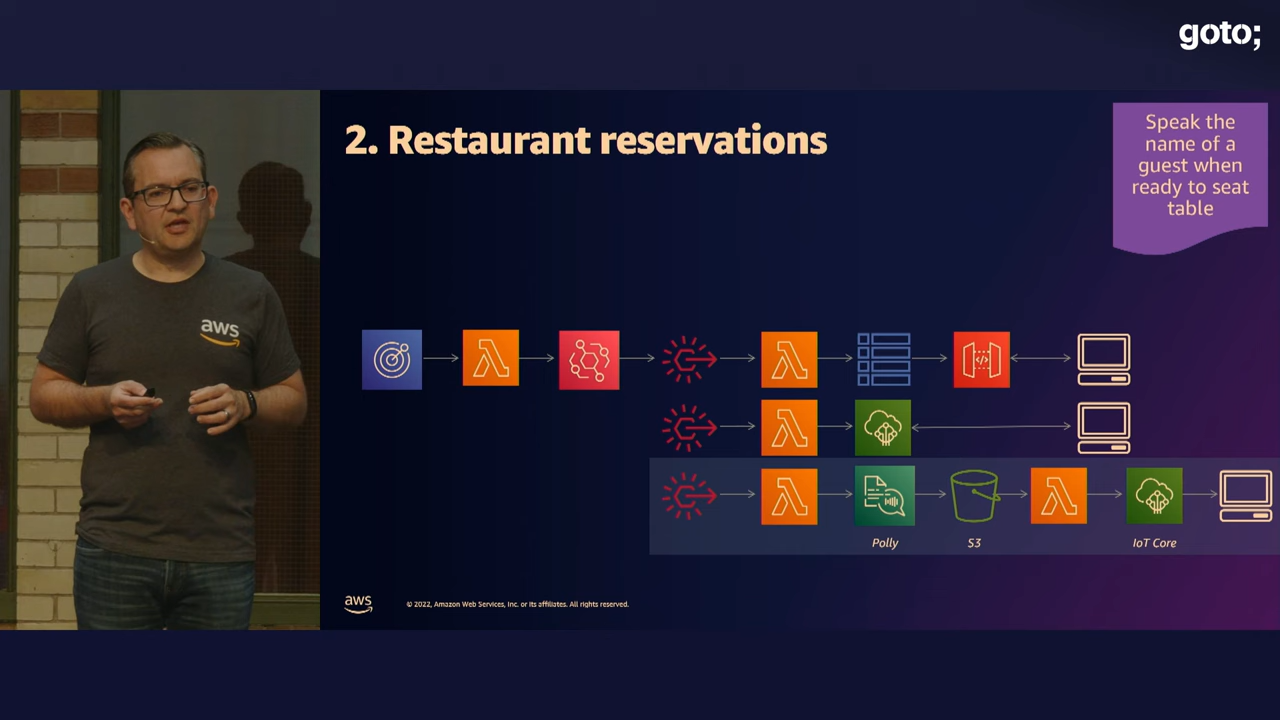 goto;
2. Restaurant reservations
Speak the
name of a
guest when
ready to seat
table
aws
Polly
S3
IoT Core
aws
© 2022, Amazon Web Services, Inc. or its affiliates. All rights reserved.